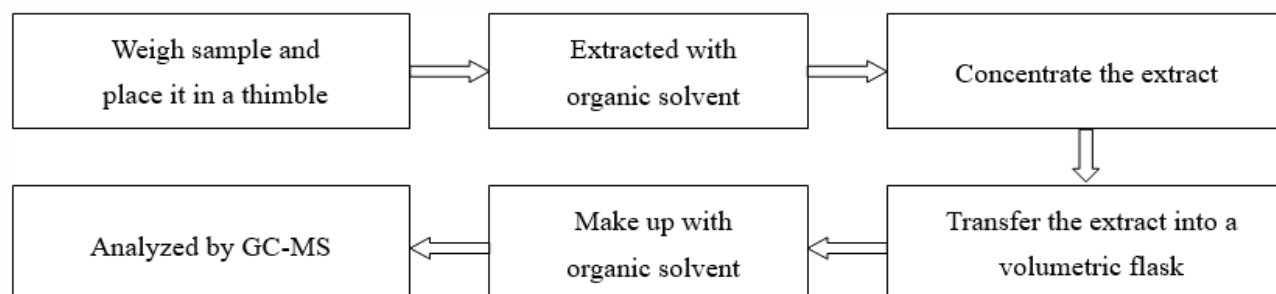 Weigh sample and
place it in a thimble
Extracted with
organic solvent
Concentrate the extract
Transfer the extract into a
volumetric flask
Make up with
organic solvent
Analyzed by GC-MS